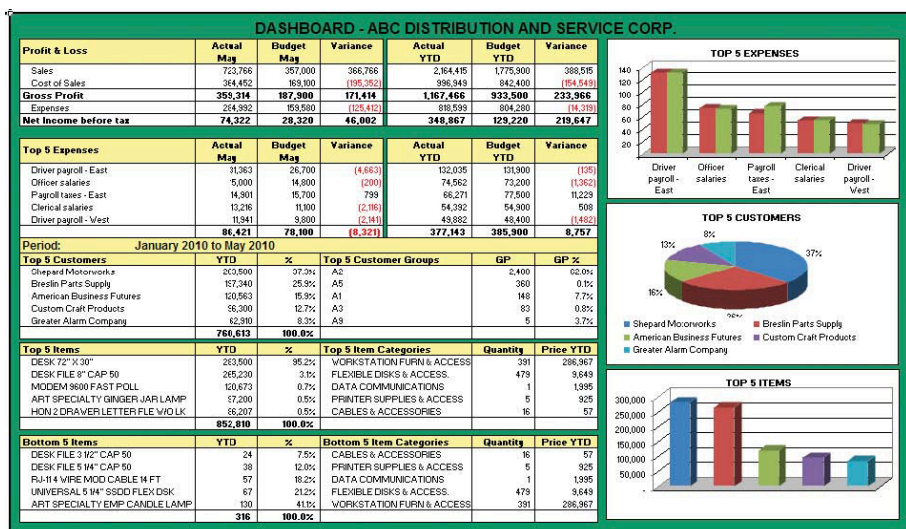 DASHBOARD - ABC DISTRIBUTION AND SERVICE CORP.
Profit & Loss Actual May Budget May Variance Actual YTD Budget YTD Variance
Sales 723,766 357,000 366,766 2,164,415 1,775,900 388,515
Cost of Sales 364,452 169,100 (195,352) 996,949 842,400 (154,549)
Gross Profit 359,314 187,900 171,414 1,167,466 933,500 233,966
Expenses 284,992 159,580 (125,412) 818,599 804,280 (14,319)
Net Income before tax 74,322 28,320 46,002 348,867 129,220 219,647
Top 5 Expenses Actual May Budget May Variance Actual YTD Budget YTD Variance
Driver payroll - East 31,363 26,700 (4,663) 132,035 131,900 (135)
Officer salaries 15,000 14,800 (200) 74,562 73,200 (1,362)
Payroll taxes - East 14,901 15,700 799 66,271 77,500 11,229
Clerical salaries 13,216 11,100 (2,116) 54,392 54,900 508
Driver payroll - West 11,941 9,800 (2,141) 49,882 48,400 (1,482)
86,421 78,100 (8,321) 377,143 385,900 8,757
Period: January 2010 to May 2010
Top 5 Customers YTD % Top 5 Customer Groups GP GP %
Shepard Motorworks 283,500 37.3% A2 2,400 62.0%
Breslin Parts Supply 197,340 25.9% A5 360 0.1%
American Business Futures 120,563 15.9% A1 148 7.7%
Custom Craft Products 96,300 12.7% A3 83 0.8%
Greater Alarm Company 62,910 8.3% A9 5 3.7%
760,613 100.0%
Top 5 Items YTD % Top 5 Item Categories Quantity Price YTD
DESK 72" X 30" 283,500 95.2% WORKSTATION FURN & ACCESS 391 286,967
DESK FILE 8" CAP 50 265,230 3.1% FLEXIBLE DISKS & ACCESS. 479 9,649
MODEM 9600 FAST POLL 120,673 0.7% DATA COMMUNICATIONS 1 1,995
ART SPECIALTY GINGER JAR LAMP 97,200 0.5% PRINTER SUPPLIES & ACCESS 5 925
HON 2 DRAWER LETTER FLE W/O LK 86,207 0.5% CABLES & ACCESSORIES 16 57
852,810 100.0%
Bottom 5 Items YTD % Bottom 5 Item Categories Quantity Price YTD
DESK FILE 3 1/2" CAP 50 24 7.5% CABLES & ACCESSORIES 16 57
DESK FILE 5 1/4" CAP 50 38 12.0% PRINTER SUPPLIES & ACCESS 5 925
RJ-114 WIRE MOD CABLE 14 FT 57 18.2% DATA COMMUNICATIONS 1 1,995
UNIVERSAL 5 1/4" SSDD FLEX DSK 67 21.2% FLEXIBLE DISKS & ACCESS. 479 9,649
ART SPECIALTY EMP CANDLE LAMP 130 41.1% WORKSTATION FURN & ACCESS 391 286,967
316 100.0%
TOP 5 EXPENSES
140
120
100
80
60
40
20
-
Driver payroll - East
Officer salaries
Payroll taxes - East
Clerical salaries
Driver payroll - West
TOP 5 CUSTOMERS
8%
13%
37%
16%
Shepard Motorworks Breslin Parts Supply
American Business Futures Custom Craft Products
Greater Alarm Company
TOP 5 ITEMS
300,000
250,000
200,000
150,000
100,000
50,000
-